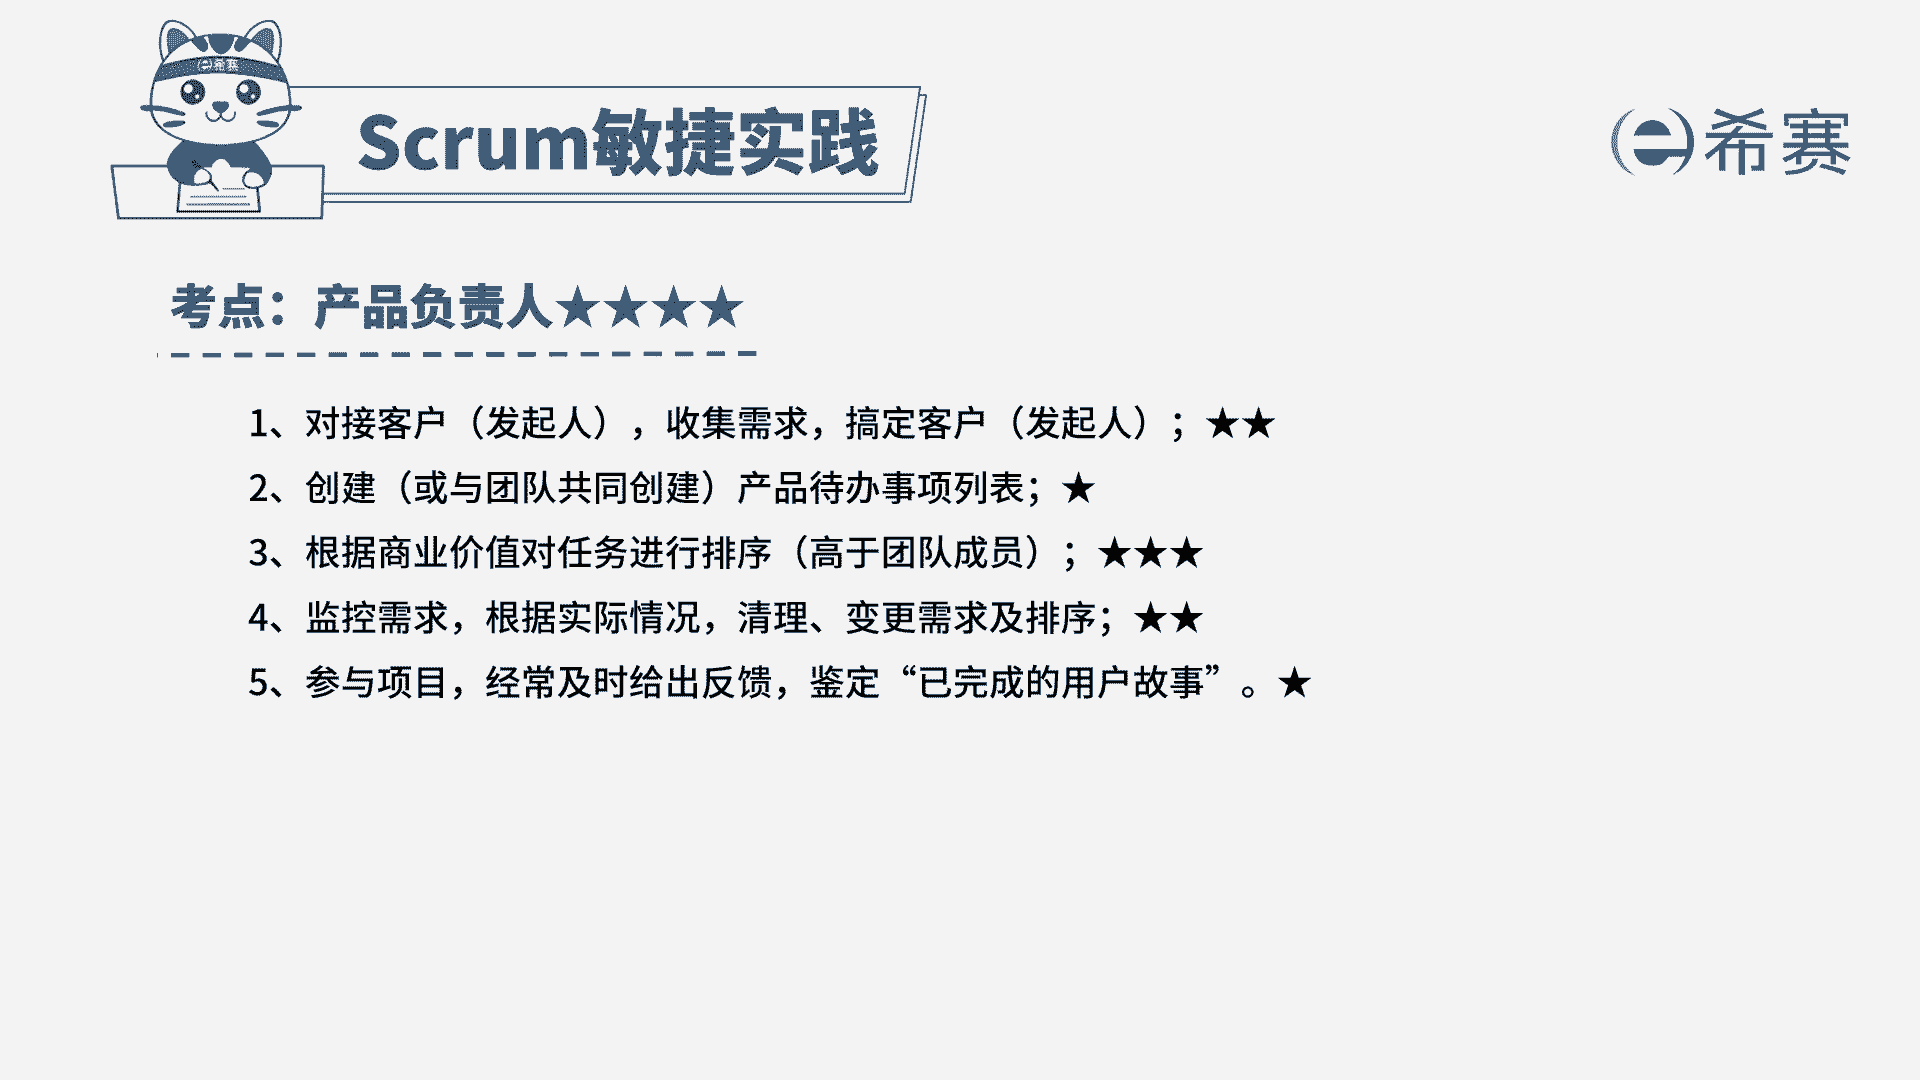 希赛
Scrum敏捷实践
希赛
考点：产品负责人★★★★
1、对接客户（发起人），收集需求，搞定客户（发起人）；★★
2、创建（或与团队共同创建）产品待办事项列表；★
3、根据商业价值对任务进行排序（高于团队成员）；★★★
4、监控需求，根据实际情况，清理、变更需求及排序；★★
5、参与项目，经常及时给出反馈，鉴定“已完成的用户故事”。★